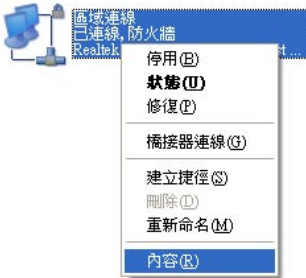 區域連線
已連線, 防火牆
Realtek
停用(B)
狀態(U)
修復(P)
橋接器連線(G)
建立捷徑(S)
刪除(D)
重新命名(M)
內容(R)